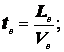 t_в = L_в / V_в ;